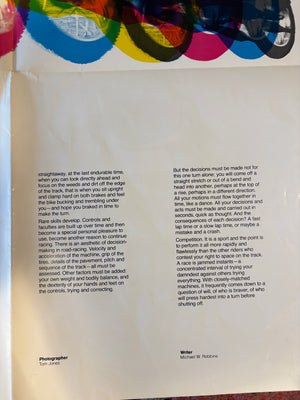 straightaway, at the last endurable time,
when you can look directly ahead and
focus on the weeds and dirt off the edge
of the track, that is when you sit upright
and clamp hard on both brakes and feel
the bike bucking and trembling under
you—and hope you braked in time to
make the turn.
Rare skills develop. Controls and
faculties are built up over time and then
become a special personal pleasure to
use, become another reason to continue
racing. There is an aesthetic of decision-
making in road-racing. Velocity and
acceleration of the machine, grip of the
tires, details of the pavement, pitch and
sequence of the track—all must be
assessed. Other factors must be added:
your own weight and bodily balance, and
the dexterity of your hands and feet on
the controls, trying and correcting.
But the decisions must be made not for
this one turn alone; you will come off a
straight stretch or out of a bend and
head into another, perhaps at the top of
a rise, perhaps in a different direction.
All your motions must flow together in
time, like a dance. All your decisions and
acts must be made and carried out in
seconds, quick as thought. And the
consequences of each decision? A fast
lap time or a slow lap time, or maybe a
mistake and a crash.
Competition. It is a sport and the point is
to perform it all more rapidly and
flawlessly than the other riders who
contest your right to space on the track.
A race is jammed instants—a
concentrated interval of trying your
damndest against others trying
everything. With closely-matched
machines, it frequently comes down to a
question of will, of who is braver, of who
will press hardest into a turn before
shutting off.
Photographer
Tom Jones
Writer
Michael W. Robbins